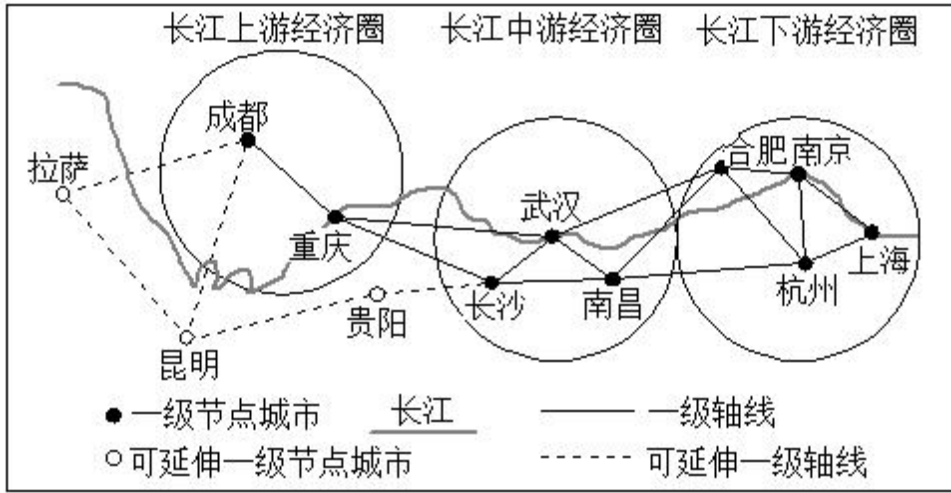 长江上游经济圈 长江中游经济圈 长江下游经济圈
成都
合肥 南京
拉萨
武汉
重庆
上海
长沙 南昌 杭州
贵阳
昆明
一级节点城市 长江 一级轴线
可延伸一级节点城市 可延伸一级轴线